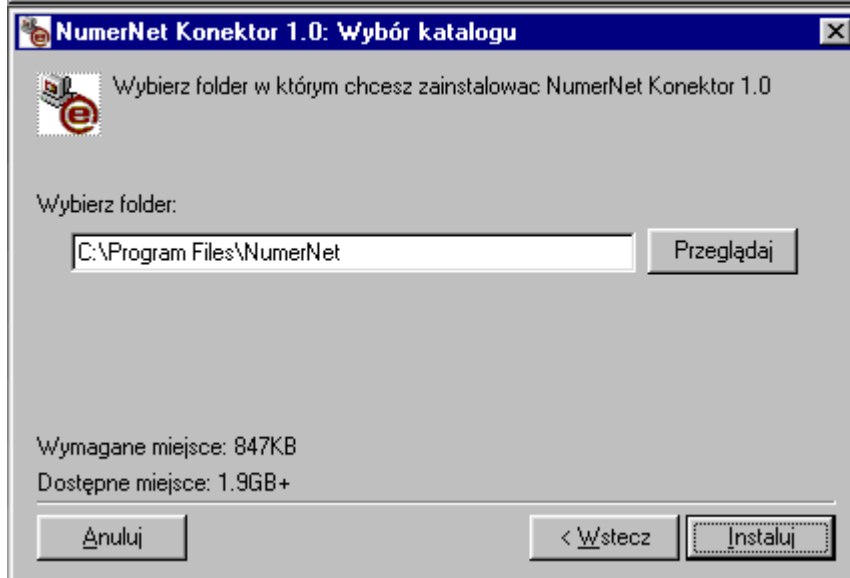 NumerNet Konektor 1.0: Wybór katalogu
Wybierz folder w którym chcesz zainstalowac NumerNet Konektor 1.0
Wybierz folder:
C:\Program Files\NumerNet
Przeglądaj
Wymagane miejsce: 847KB
Dostępne miejsce: 1.9GB+
Anuluj
< Wstecz
Instaluj